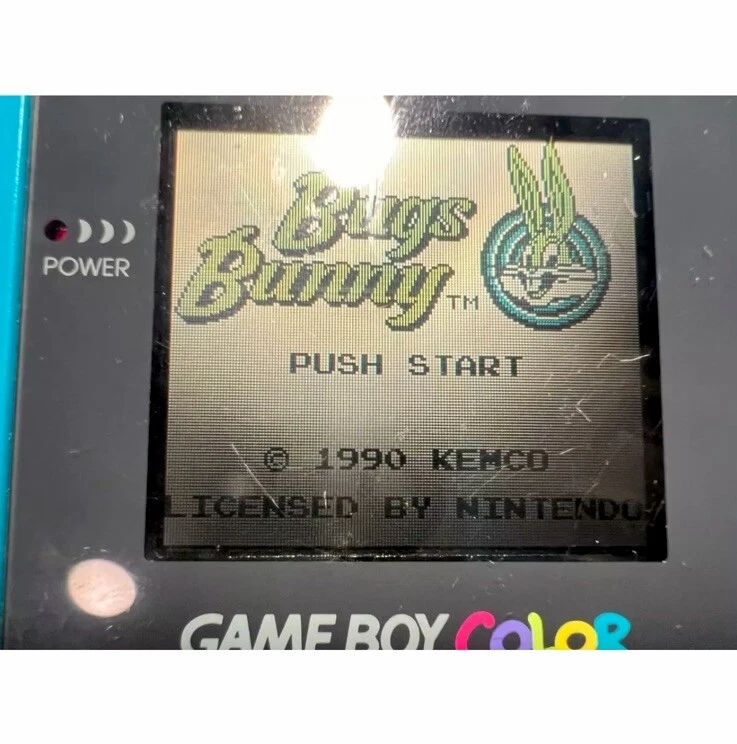 Bugs
Bunny TM
PUSH START
© 1990 KEMCO
LICENSED BY NINTENDO
POWER
GAME BOY COLOR